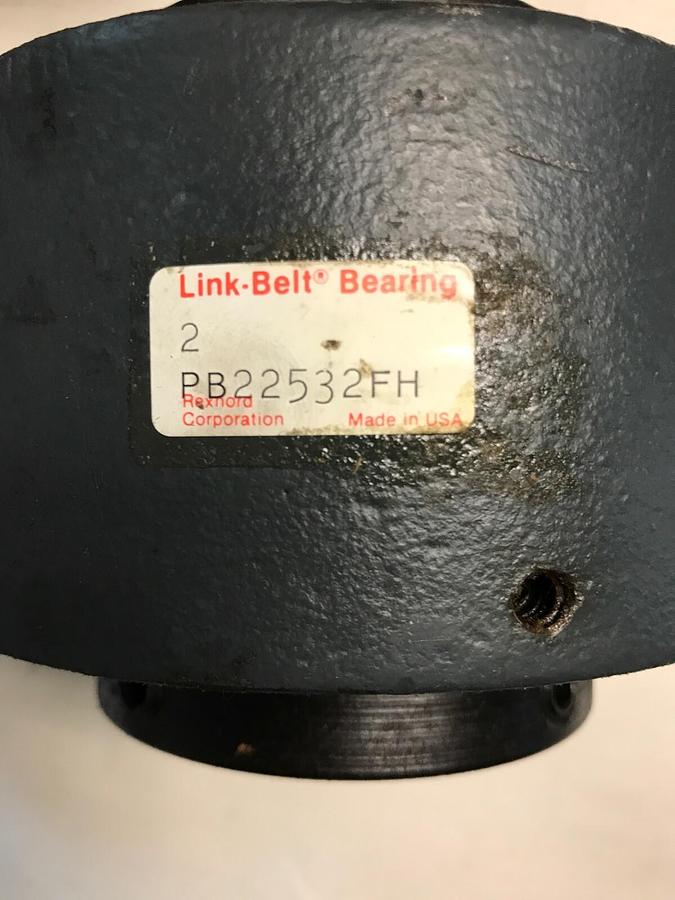 Link-Belt® Bearing
2
PB22532FH
Rexnord
Corporation Made in USA